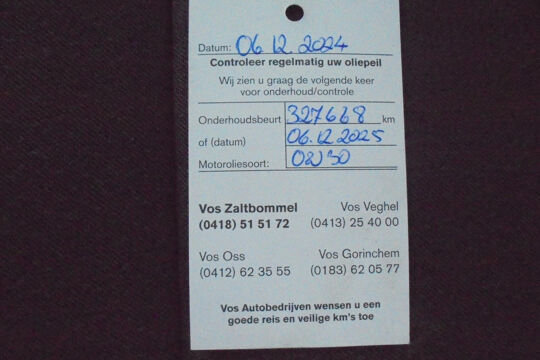 Datum: 06.12.2024
Controleer regelmatig uw oliepeil
Wij zien u graag de volgende keer
voor onderhoud/controle
Onderhoudsbeurt 327668 km
of (datum) 06.12.2025
Motoroliesoort: 0W30
Vos Zaltbommel Vos Veghel
(0418) 51 51 72 (0413) 25 40 00
Vos Oss Vos Gorinchem
(0412) 62 35 55 (0183) 62 05 77
Vos Autobedrijven wensen u een
goede reis en veilige km's toe